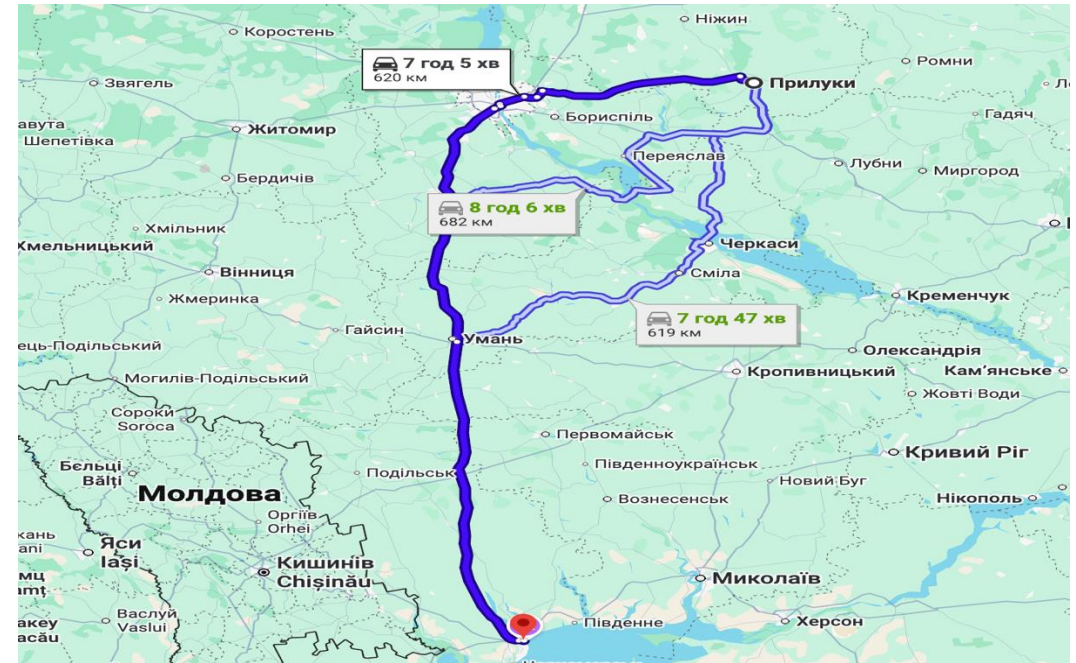 Ніжин
Коростень
7 год 5 хв
620 км
Ромни
Звягель
Прилуки
Бориспіль
Гадяч
Житомир
Шепетівка
Переяслав
Лубни
Миргород
Бердичів
8 год 6 хв
682 км
Хмільник
Хмельницький
Черкаси
Вінниця
Сміла
Жмеринка
Кременчук
7 год 47 хв
619 км
Гайсин
Умань
ець-Подільський
Олександрія
Кропивницький
Кам'янське
Могилів-Подільський
Жовті Води
Сороки
Soroca
Первомайськ
Кривий Ріг
Бєльці
Bălți
Подільськ
Південноукраїнськ
Новий Буг
Молдова
Вознесенськ
Нікополь
Оргіїв
Orhei
Яси
Iași
Кишинів
Chișinău
Миколаїв
Васлуй
Vaslui
Південне
Херсон